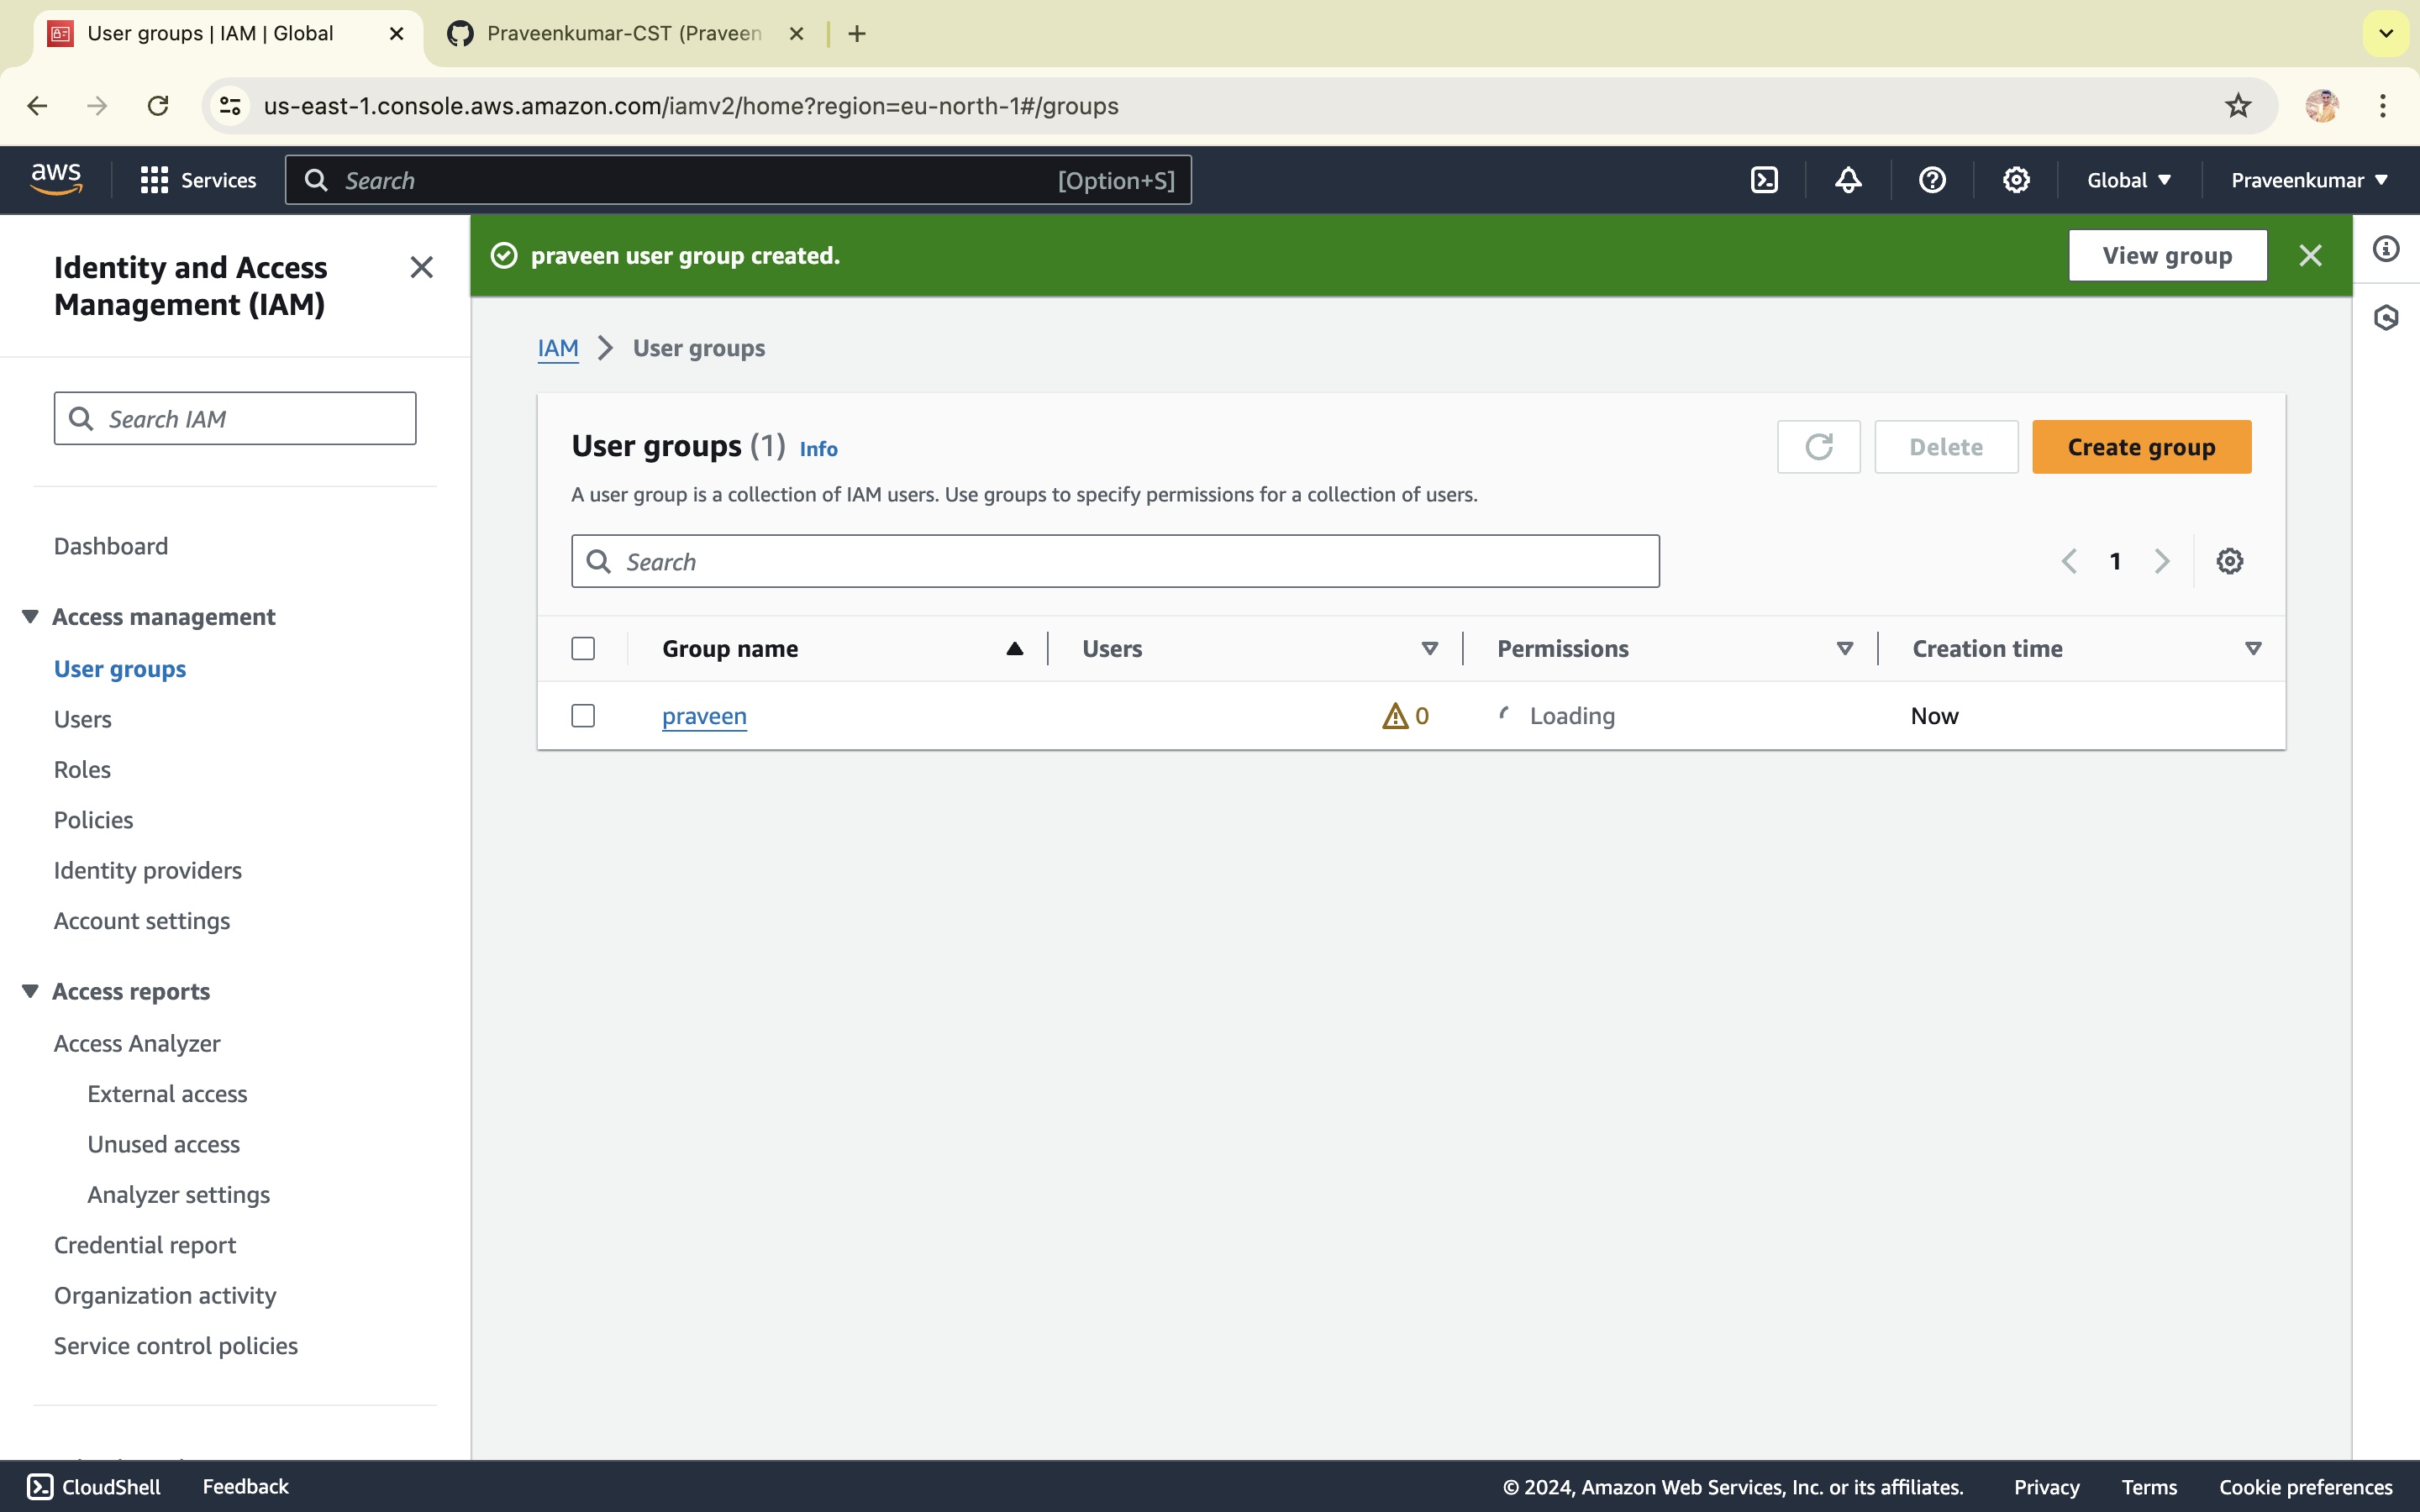 User groups | IAM | Global
Praveenkumar-CST (Praveen
us-east-1.console.aws.amazon.com/iamv2/home?region=eu-north-1#/groups
aws
Services
Search
[Option+S]
Global
Praveenkumar
Identity and Access
Management (IAM)
Search IAM
Dashboard
Access management
User groups
Users
Roles
Policies
Identity providers
Account settings
Access reports
Access Analyzer
External access
Unused access
Analyzer settings
Credential report
Organization activity
Service control policies
praveen user group created.
View group
IAM
User groups
User groups (1) Info
Delete
Create group
A user group is a collection of IAM users. Use groups to specify permissions for a collection of users.
Search
1
Group name
Users
Permissions
Creation time
praveen
0
Loading
Now
CloudShell
Feedback
© 2024, Amazon Web Services, Inc. or its affiliates.
Privacy
Terms
Cookie preferences